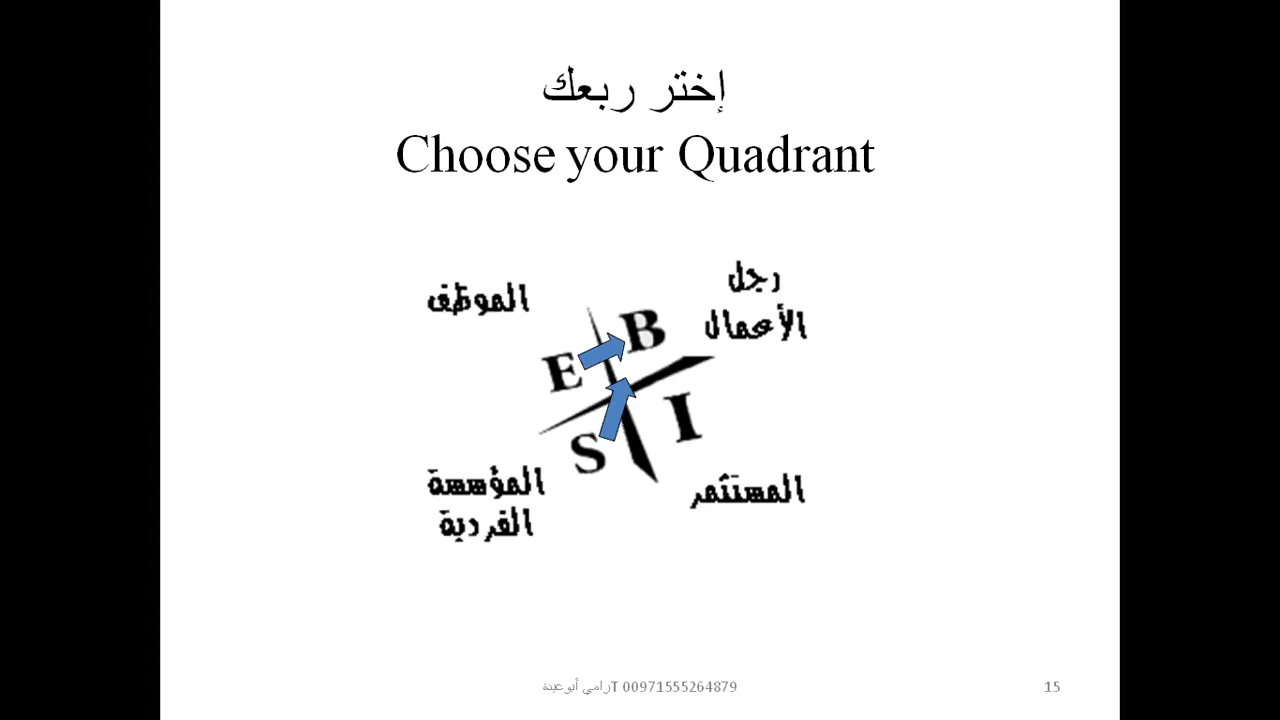 إختر ربعك
Choose your Quadrant
الموظف
رجل
الأعمال
E
B
S
I
المؤسسة
الفردية
المستثمر
رامي أبوعبدة T 00971555264879
15